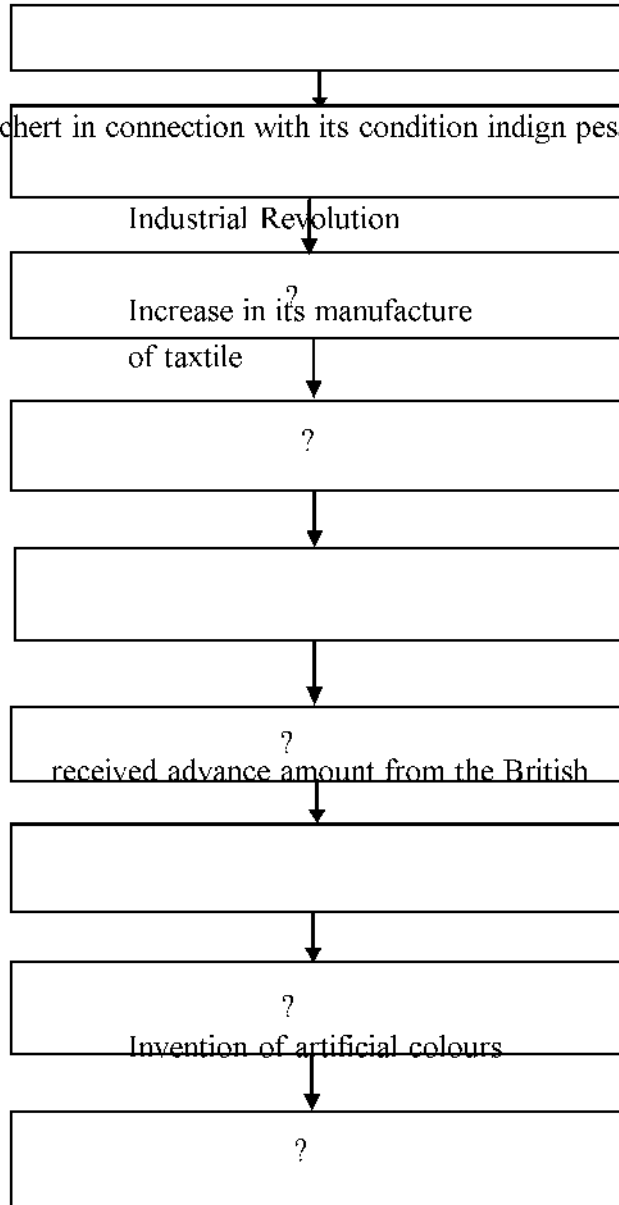 chert in connection with its condition indign pes
Industrial Revolution
?
Increase in its manufacture
of taxtile
?
?
received advance amount from the British
?
Invention of artificial colours
?